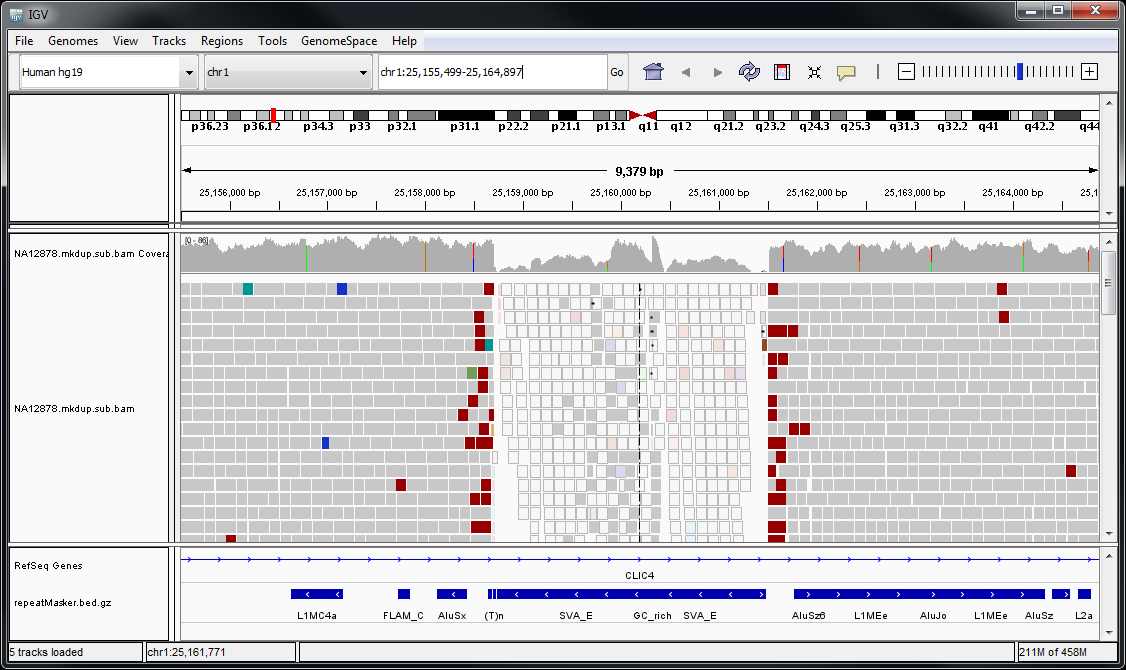 IGV
File Genomes View Tracks Regions Tools GenomeSpace Help
Human hg19 chr1 chr1:25,155,499-25,164,897 Go
p36.23 p36.12 p34.3 p33 p32.1 p31.1 p22.2 p21.1 p13.1 q11 q12 q21.2 q23.2 q24.3 q25.3 q31.3 q32.2 q41 q42.2 q44
9,379 bp
25,156,000 bp 25,157,000 bp 25,158,000 bp 25,159,000 bp 25,160,000 bp 25,161,000 bp 25,162,000 bp 25,163,000 bp 25,164,000 bp 25,1
[0 - 86]
NA12878.mkdup.sub.bam Covera
NA12878.mkdup.sub.bam
RefSeq Genes
CLIC4
repeatMasker.bed.gz
L1MC4a FLAM_C AluSx (T)n SVA_E GC_rich SVA_E AluSz6 L1MEe AluJo L1MEe AluSz L2a
5 tracks loaded chr1:25,161,771 211M of 458M